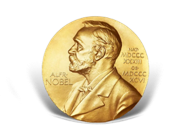 ALFR.
NOBEL
NAT.
MDCCC
XXXIII
OB.
MDCCC
XCVI